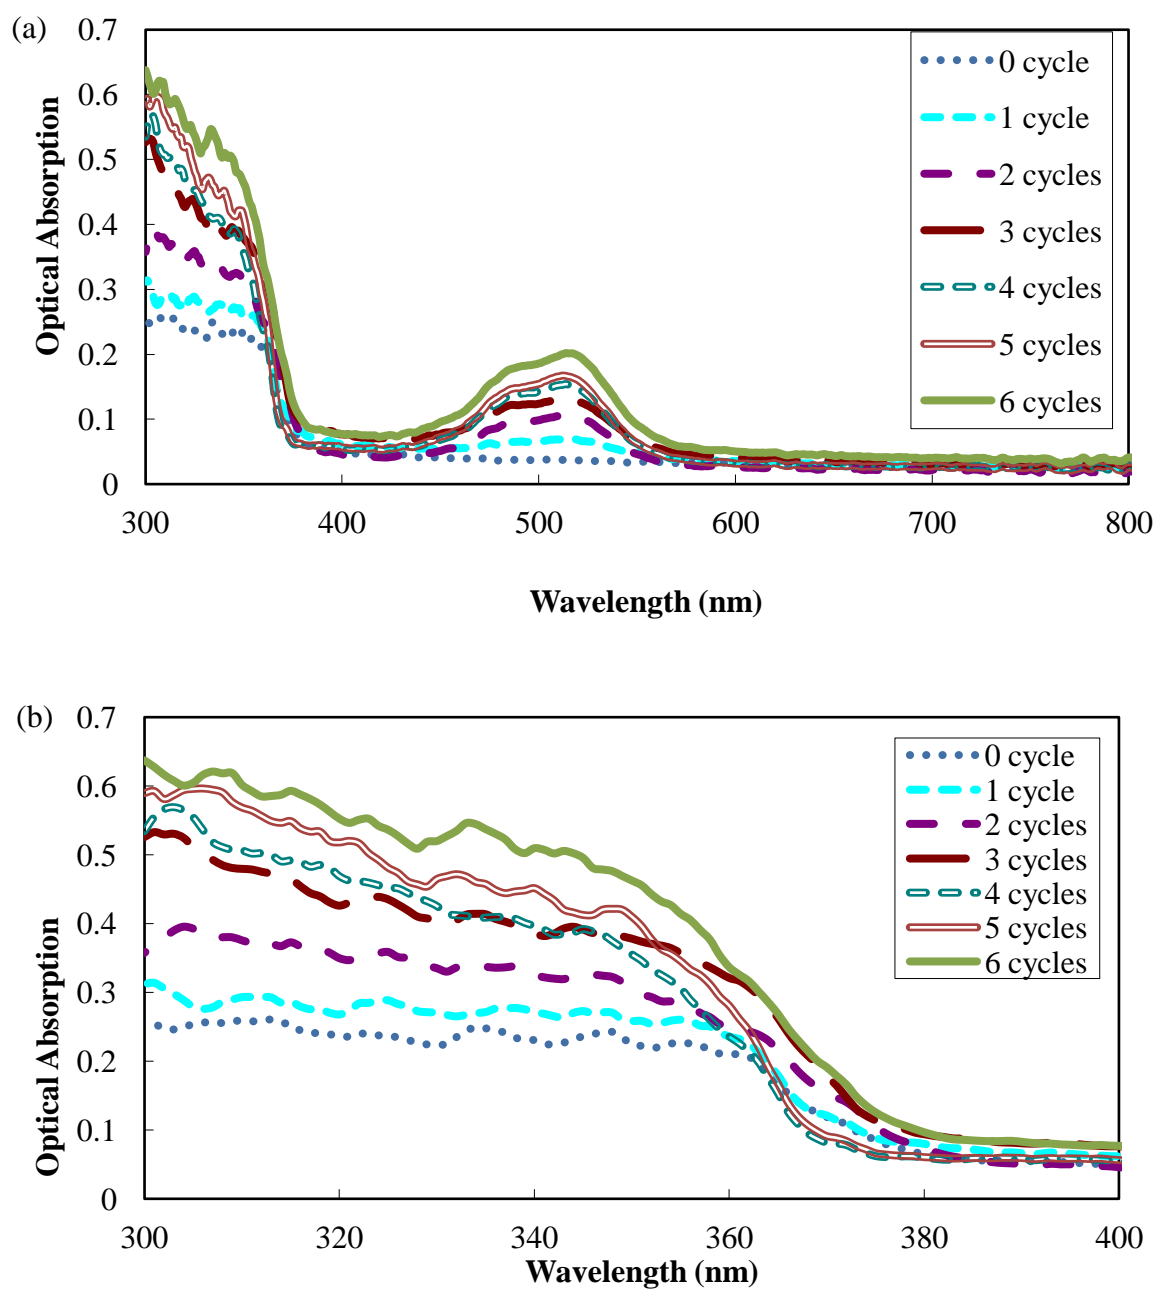 (a)
0.7
0.6
0.5
0.4
0.3
0.2
0.1
0
Optical Absorption
300 400 500 600 700 800
Wavelength (nm)
0 cycle
1 cycle
2 cycles
3 cycles
4 cycles
5 cycles
6 cycles
(b)
0.7
0.6
0.5
0.4
0.3
0.2
0.1
0
Optical Absorption
300 320 340 360 380 400
Wavelength (nm)
0 cycle
1 cycle
2 cycles
3 cycles
4 cycles
5 cycles
6 cycles